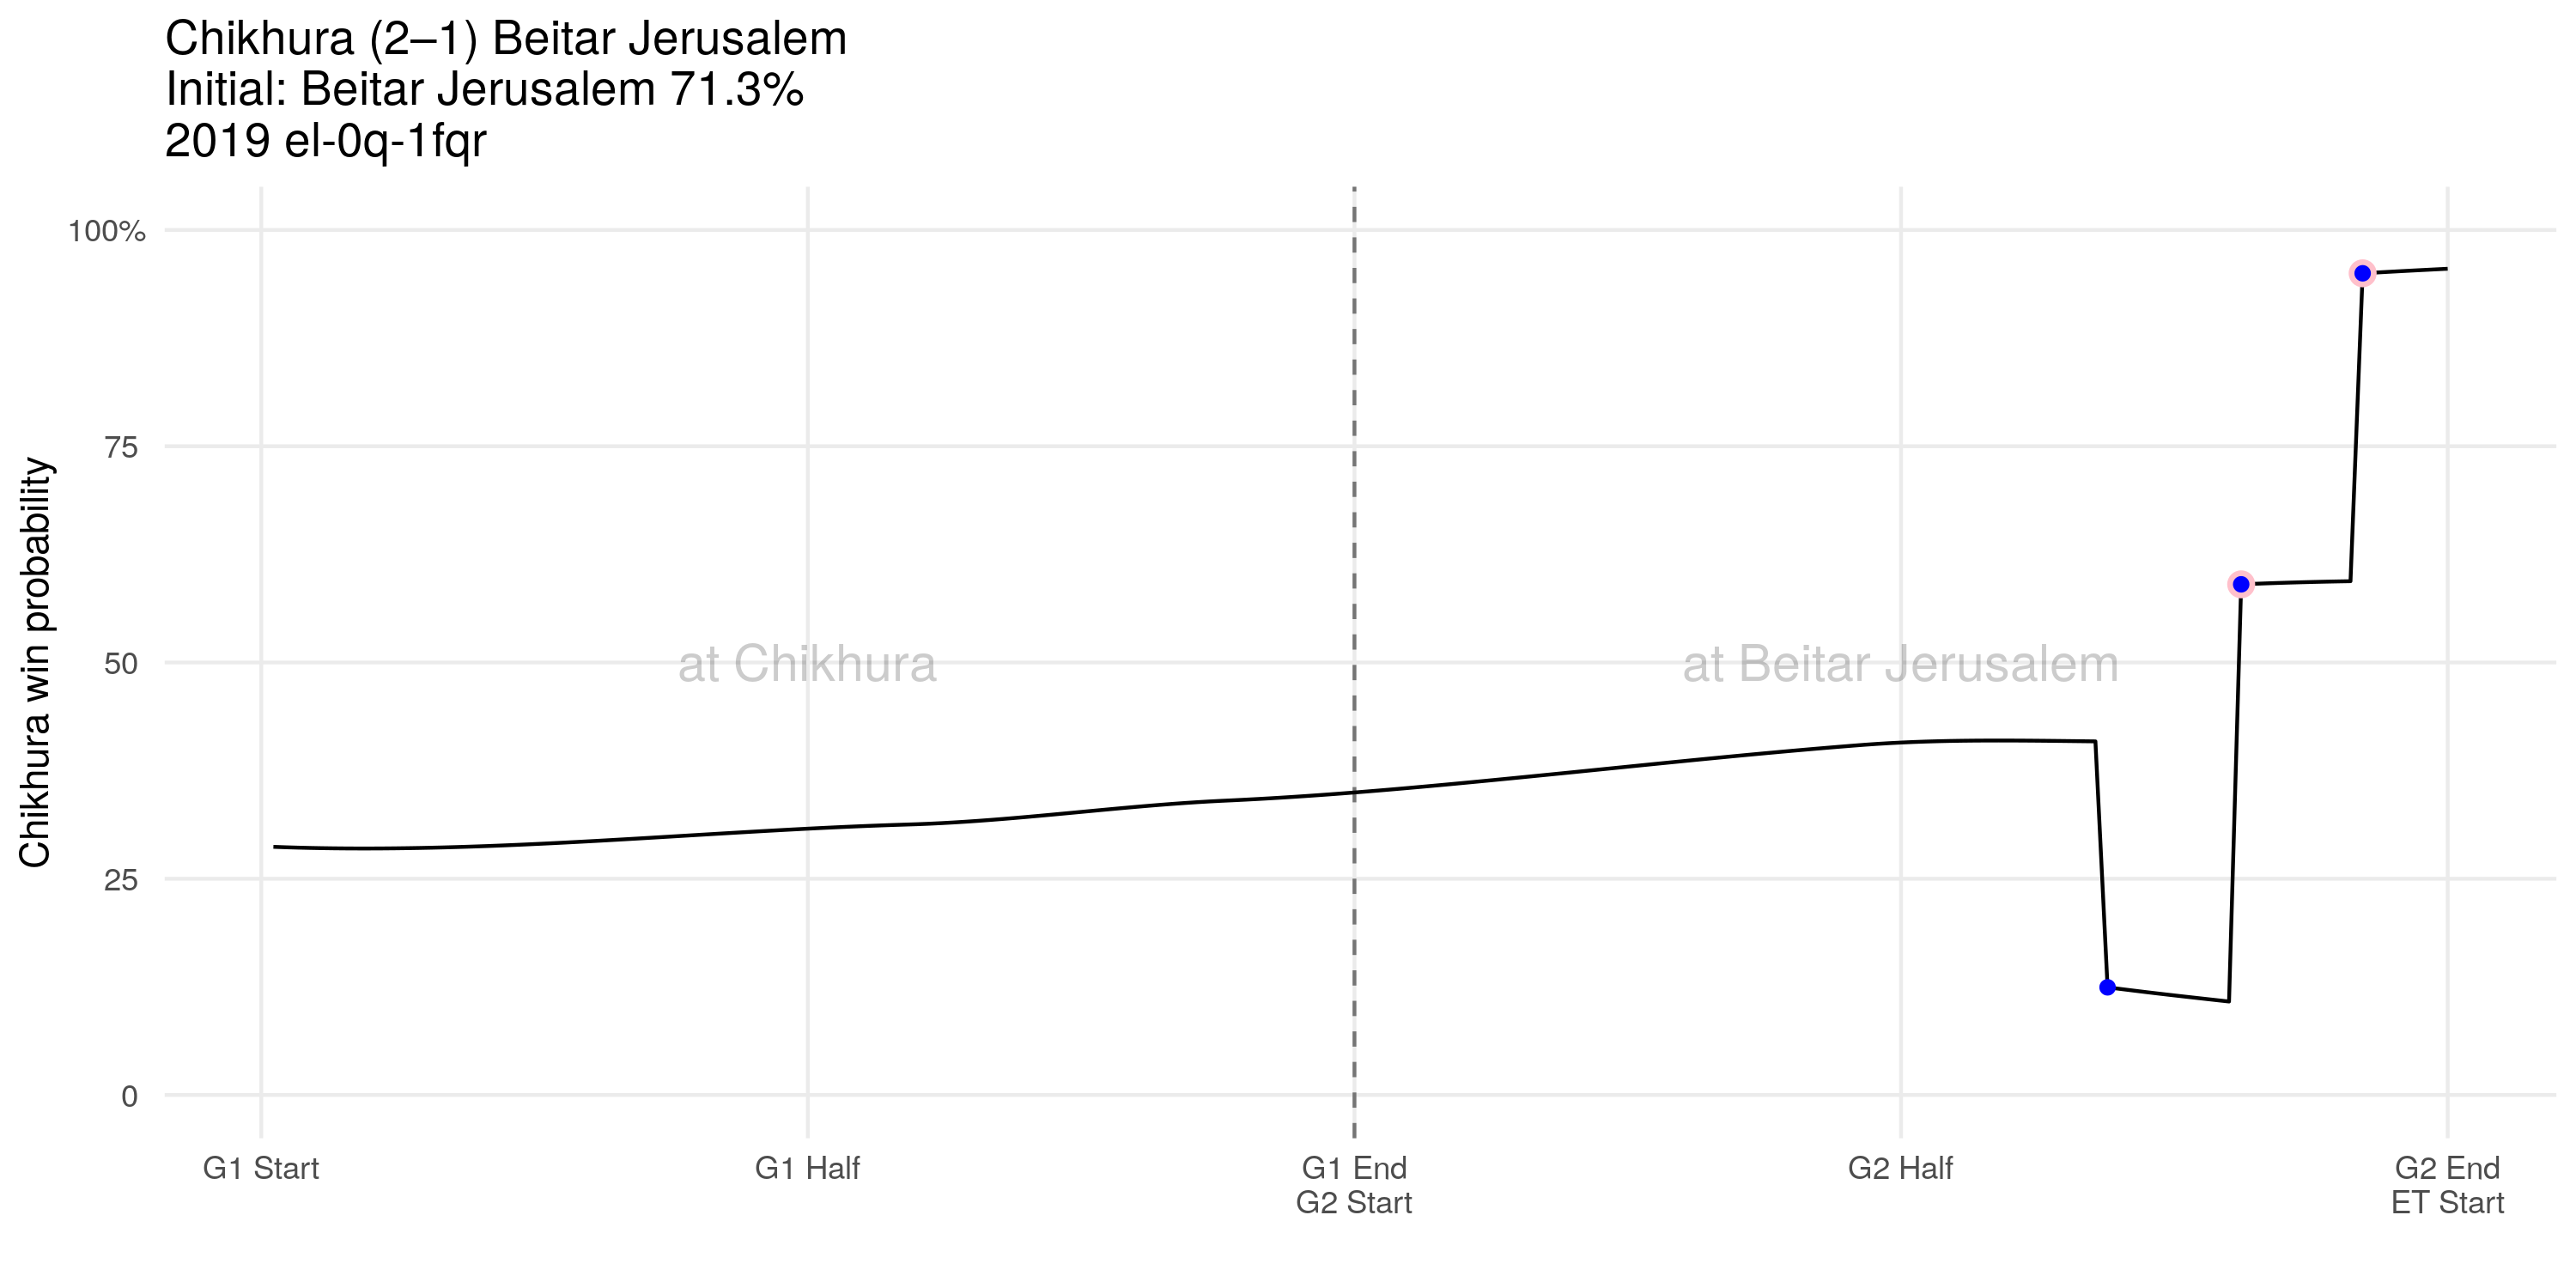 Chikhura (2–1) Beitar Jerusalem
Initial: Beitar Jerusalem 71.3%
2019 el-0q-1fqr
Chikhura win probability
100%
75
50
25
0
at Chikhura
at Beitar Jerusalem
G1 Start
G1 Half
G1 End
G2 Start
G2 Half
G2 End
ET Start